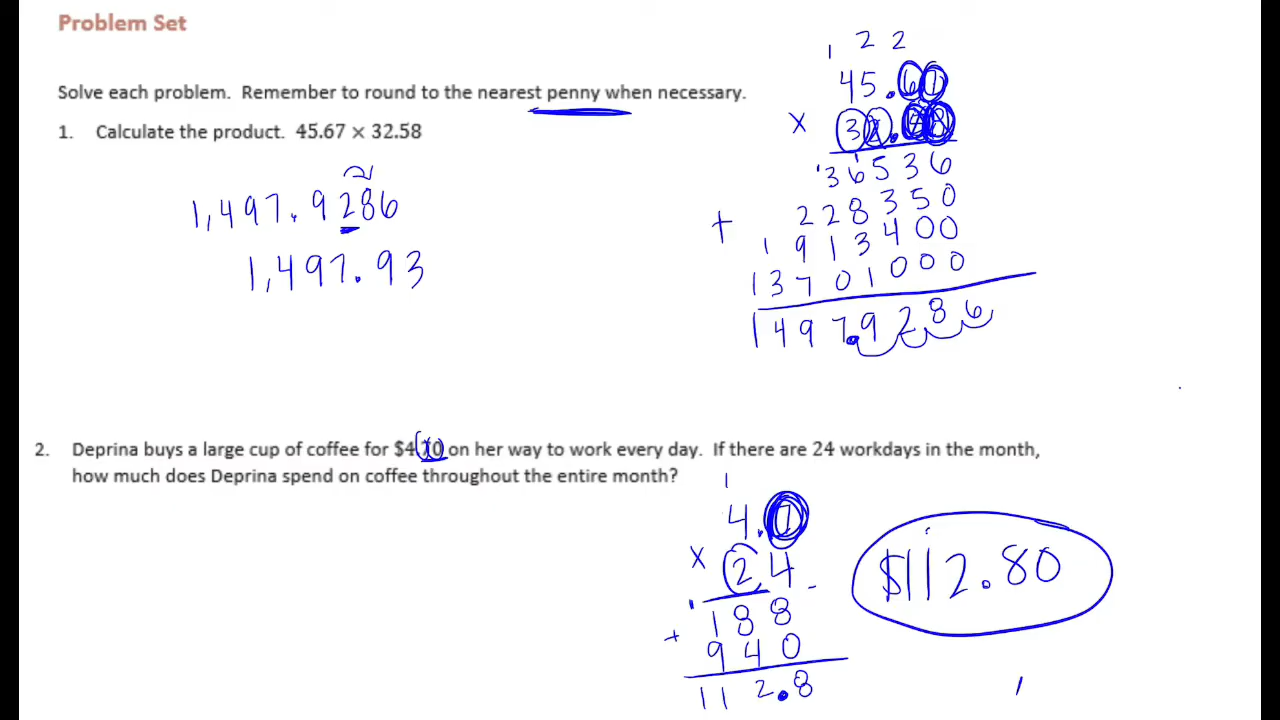 Problem Set
Solve each problem. Remember to round to the nearest penny when necessary.
1. Calculate the product. 45.67 × 32.58
1,497.9286
1,497.93
1 2 2
45.67
x 32.58
36536
228350
+ 1913400
13701000
1497.9286
2. Deprina buys a large cup of coffee for $4.70 on her way to work every day. If there are 24 workdays in the month,
how much does Deprina spend on coffee throughout the entire month?
1
4.7
x 24
188
+ 940
112.8
$112.80